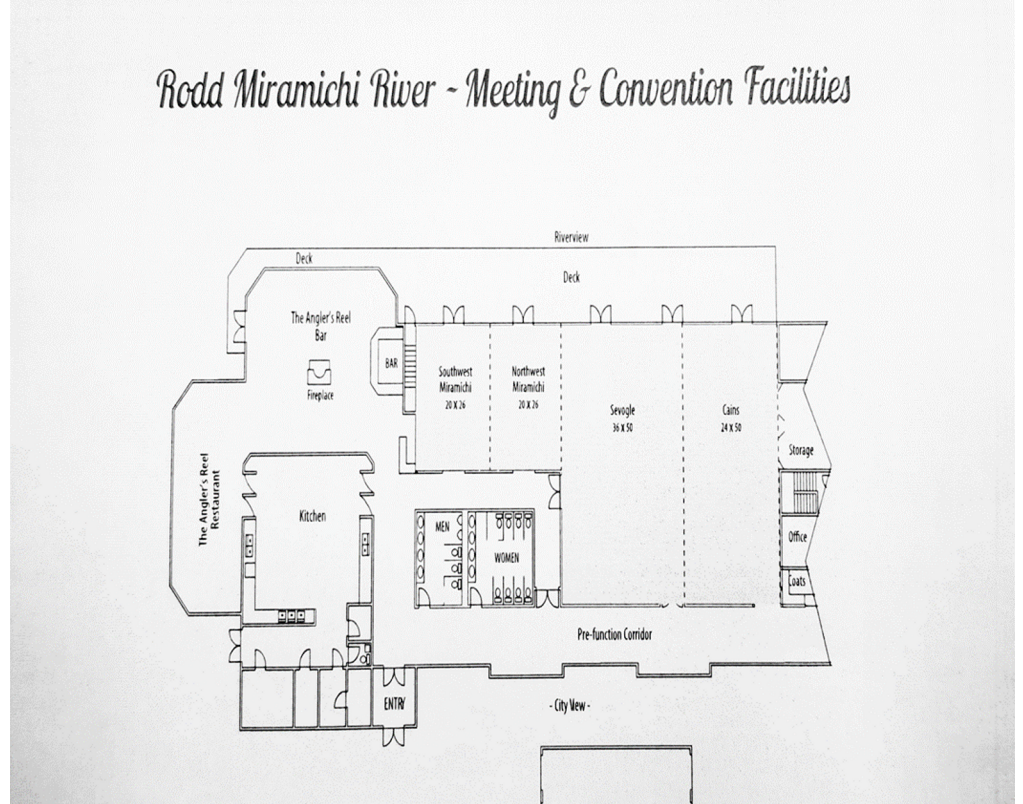 Rodd Miramichi River ~ Meeting & Convention Facilities
Riverview
Deck
Deck
The Angler's Reel
Bar
BAR
Fireplace
Southwest
Miramichi
20 X 26
Northwest
Miramichi
20 X 26
Sevogle
36 X 50
Cains
24 X 50
Storage
The Angler's Reel
Restaurant
Kitchen
MEN
WOMEN
Office
Coats
Pre-function Corridor
ENTRY
- City View -